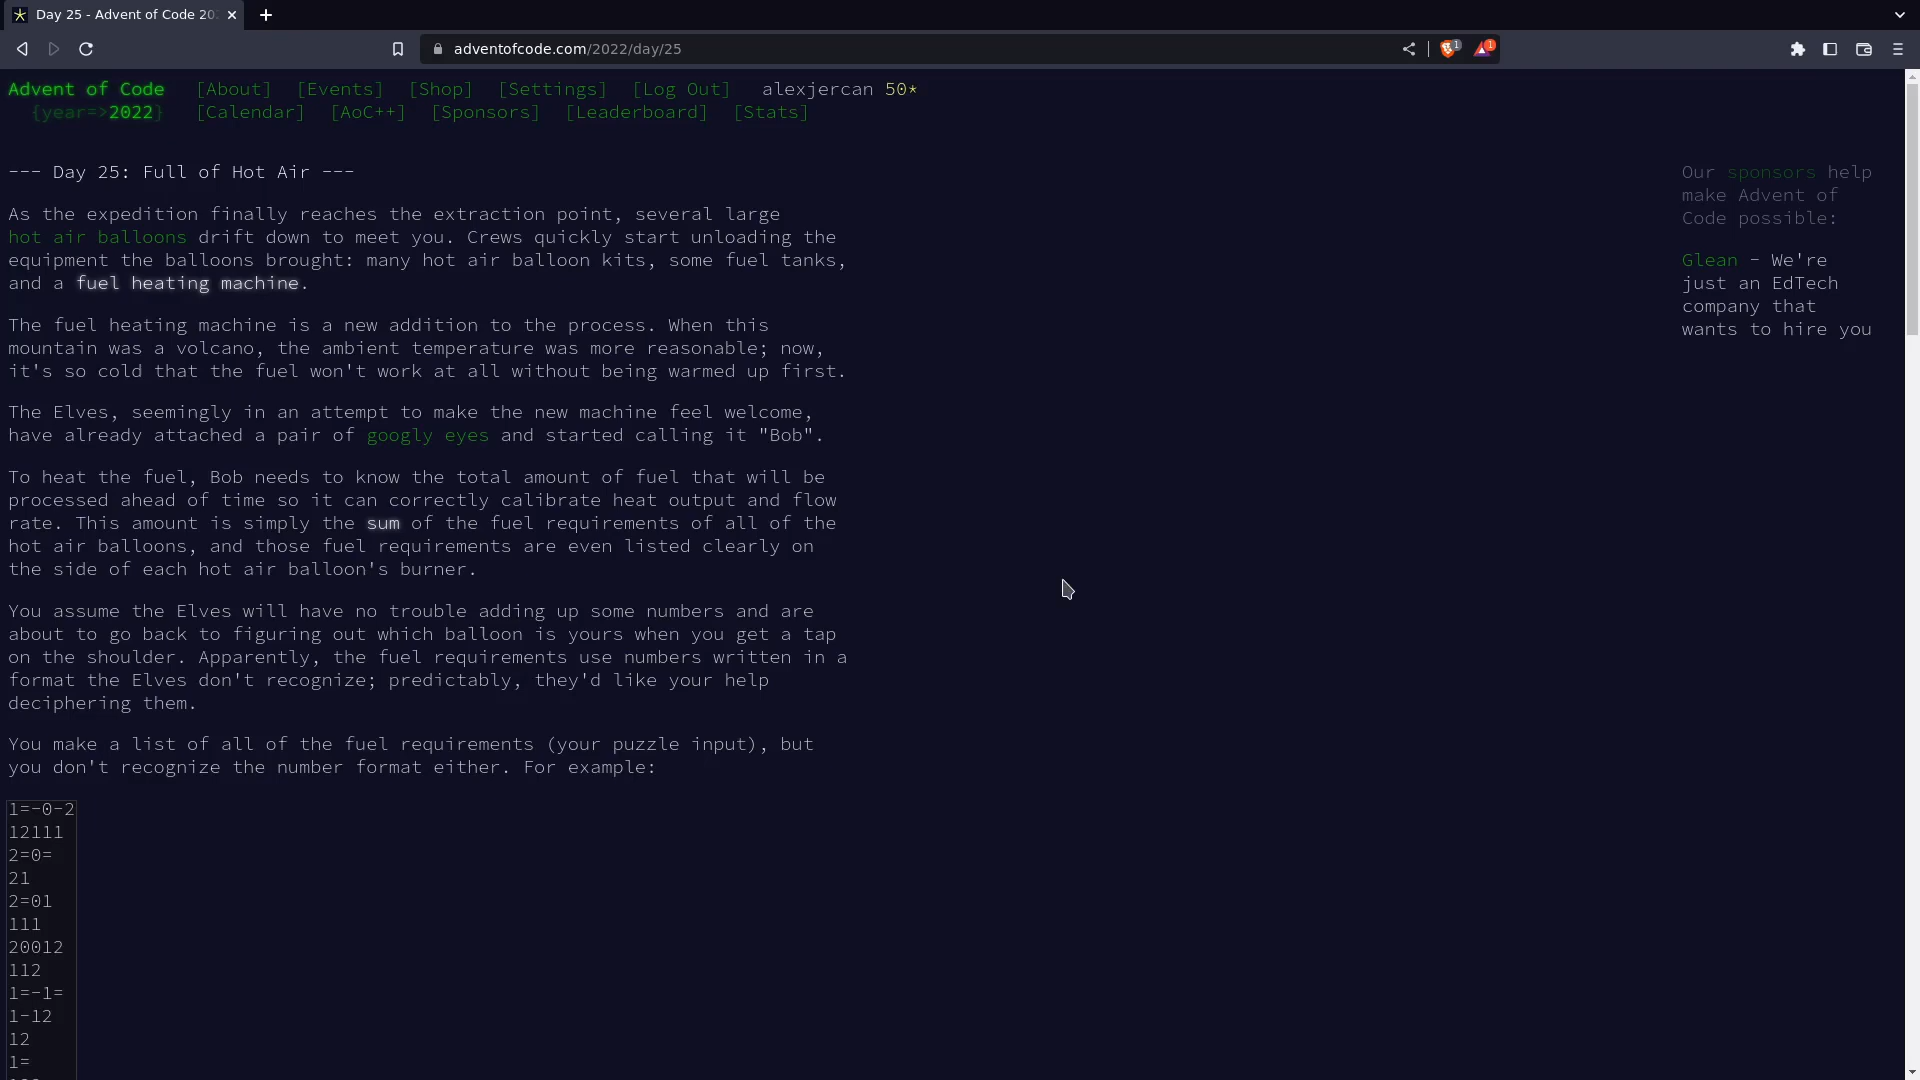 Day 25 - Advent of Code 20
adventofcode.com/2022/day/25
1
1
Advent of Code [About] [Events] [Shop] [Settings] [Log Out] alexjercan 50*
{year=>2022} [Calendar] [AoC++] [Sponsors] [Leaderboard] [Stats]
--- Day 25: Full of Hot Air ---
As the expedition finally reaches the extraction point, several large
hot air balloons drift down to meet you. Crews quickly start unloading the
equipment the balloons brought: many hot air balloon kits, some fuel tanks,
and a fuel heating machine.
The fuel heating machine is a new addition to the process. When this
mountain was a volcano, the ambient temperature was more reasonable; now,
it's so cold that the fuel won't work at all without being warmed up first.
The Elves, seemingly in an attempt to make the new machine feel welcome,
have already attached a pair of googly eyes and started calling it "Bob".
To heat the fuel, Bob needs to know the total amount of fuel that will be
processed ahead of time so it can correctly calibrate heat output and flow
rate. This amount is simply the sum of the fuel requirements of all of the
hot air balloons, and those fuel requirements are even listed clearly on
the side of each hot air balloon's burner.
You assume the Elves will have no trouble adding up some numbers and are
about to go back to figuring out which balloon is yours when you get a tap
on the shoulder. Apparently, the fuel requirements use numbers written in a
format the Elves don't recognize; predictably, they'd like your help
deciphering them.
You make a list of all of the fuel requirements (your puzzle input), but
you don't recognize the number format either. For example:
1=-0-2
12111
2=0=
21
2=01
111
20012
112
1=-1=
1-12
12
1=
Our sponsors help
make Advent of
Code possible:
Glean - We're
just an EdTech
company that
wants to hire you